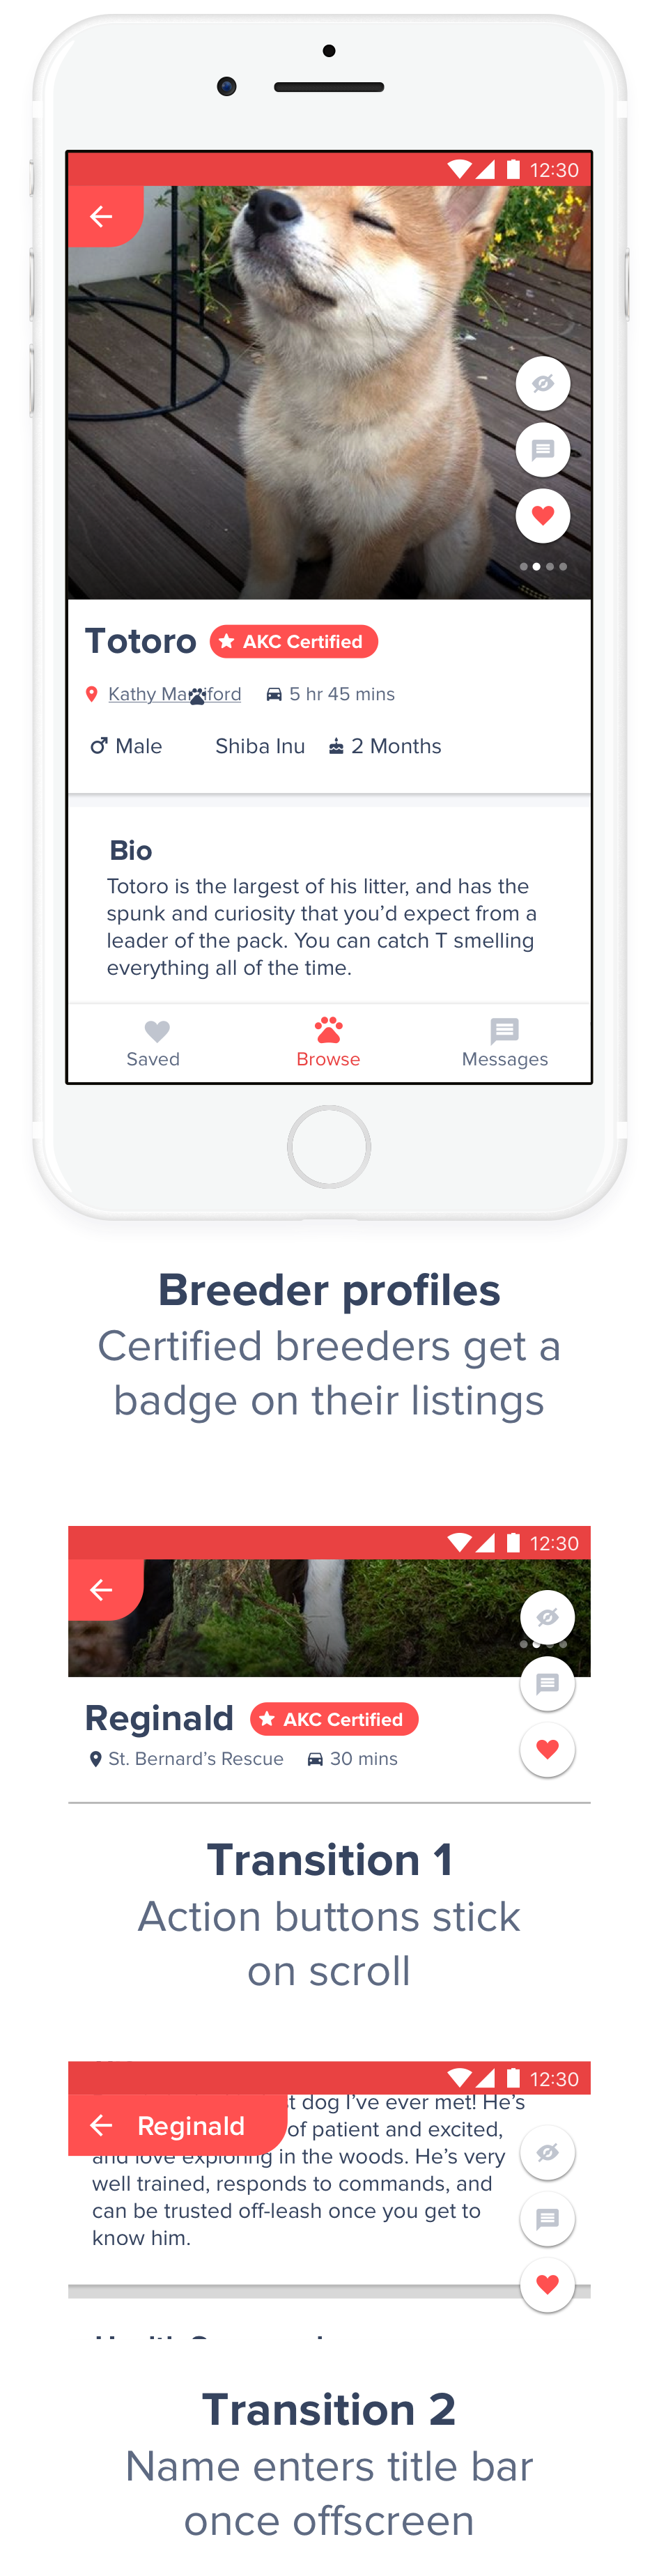 12:30
Totoro AKC Certified
Kathy 5 hr 45 mins
Male Shiba Inu 2 Months
Bio
Totoro is the largest of his litter, and has the
spunk and curiosity that you’d expect from a
leader of the pack. You can catch T smelling
everything all of the time.
Saved Browse Messages
Breeder profiles
Certified breeders get a
badge on their listings
12:30
Reginald AKC Certified
St. Bernard’s Rescue 30 mins
Transition 1
Action buttons stick
on scroll
12:30
dog I’ve ever met! He’s
Reginald of patient and excited,
and love exploring in the woods. He’s very
well trained, responds to commands, and
can be trusted off-leash once you get to
know him.
Transition 2
Name enters title bar
once offscreen